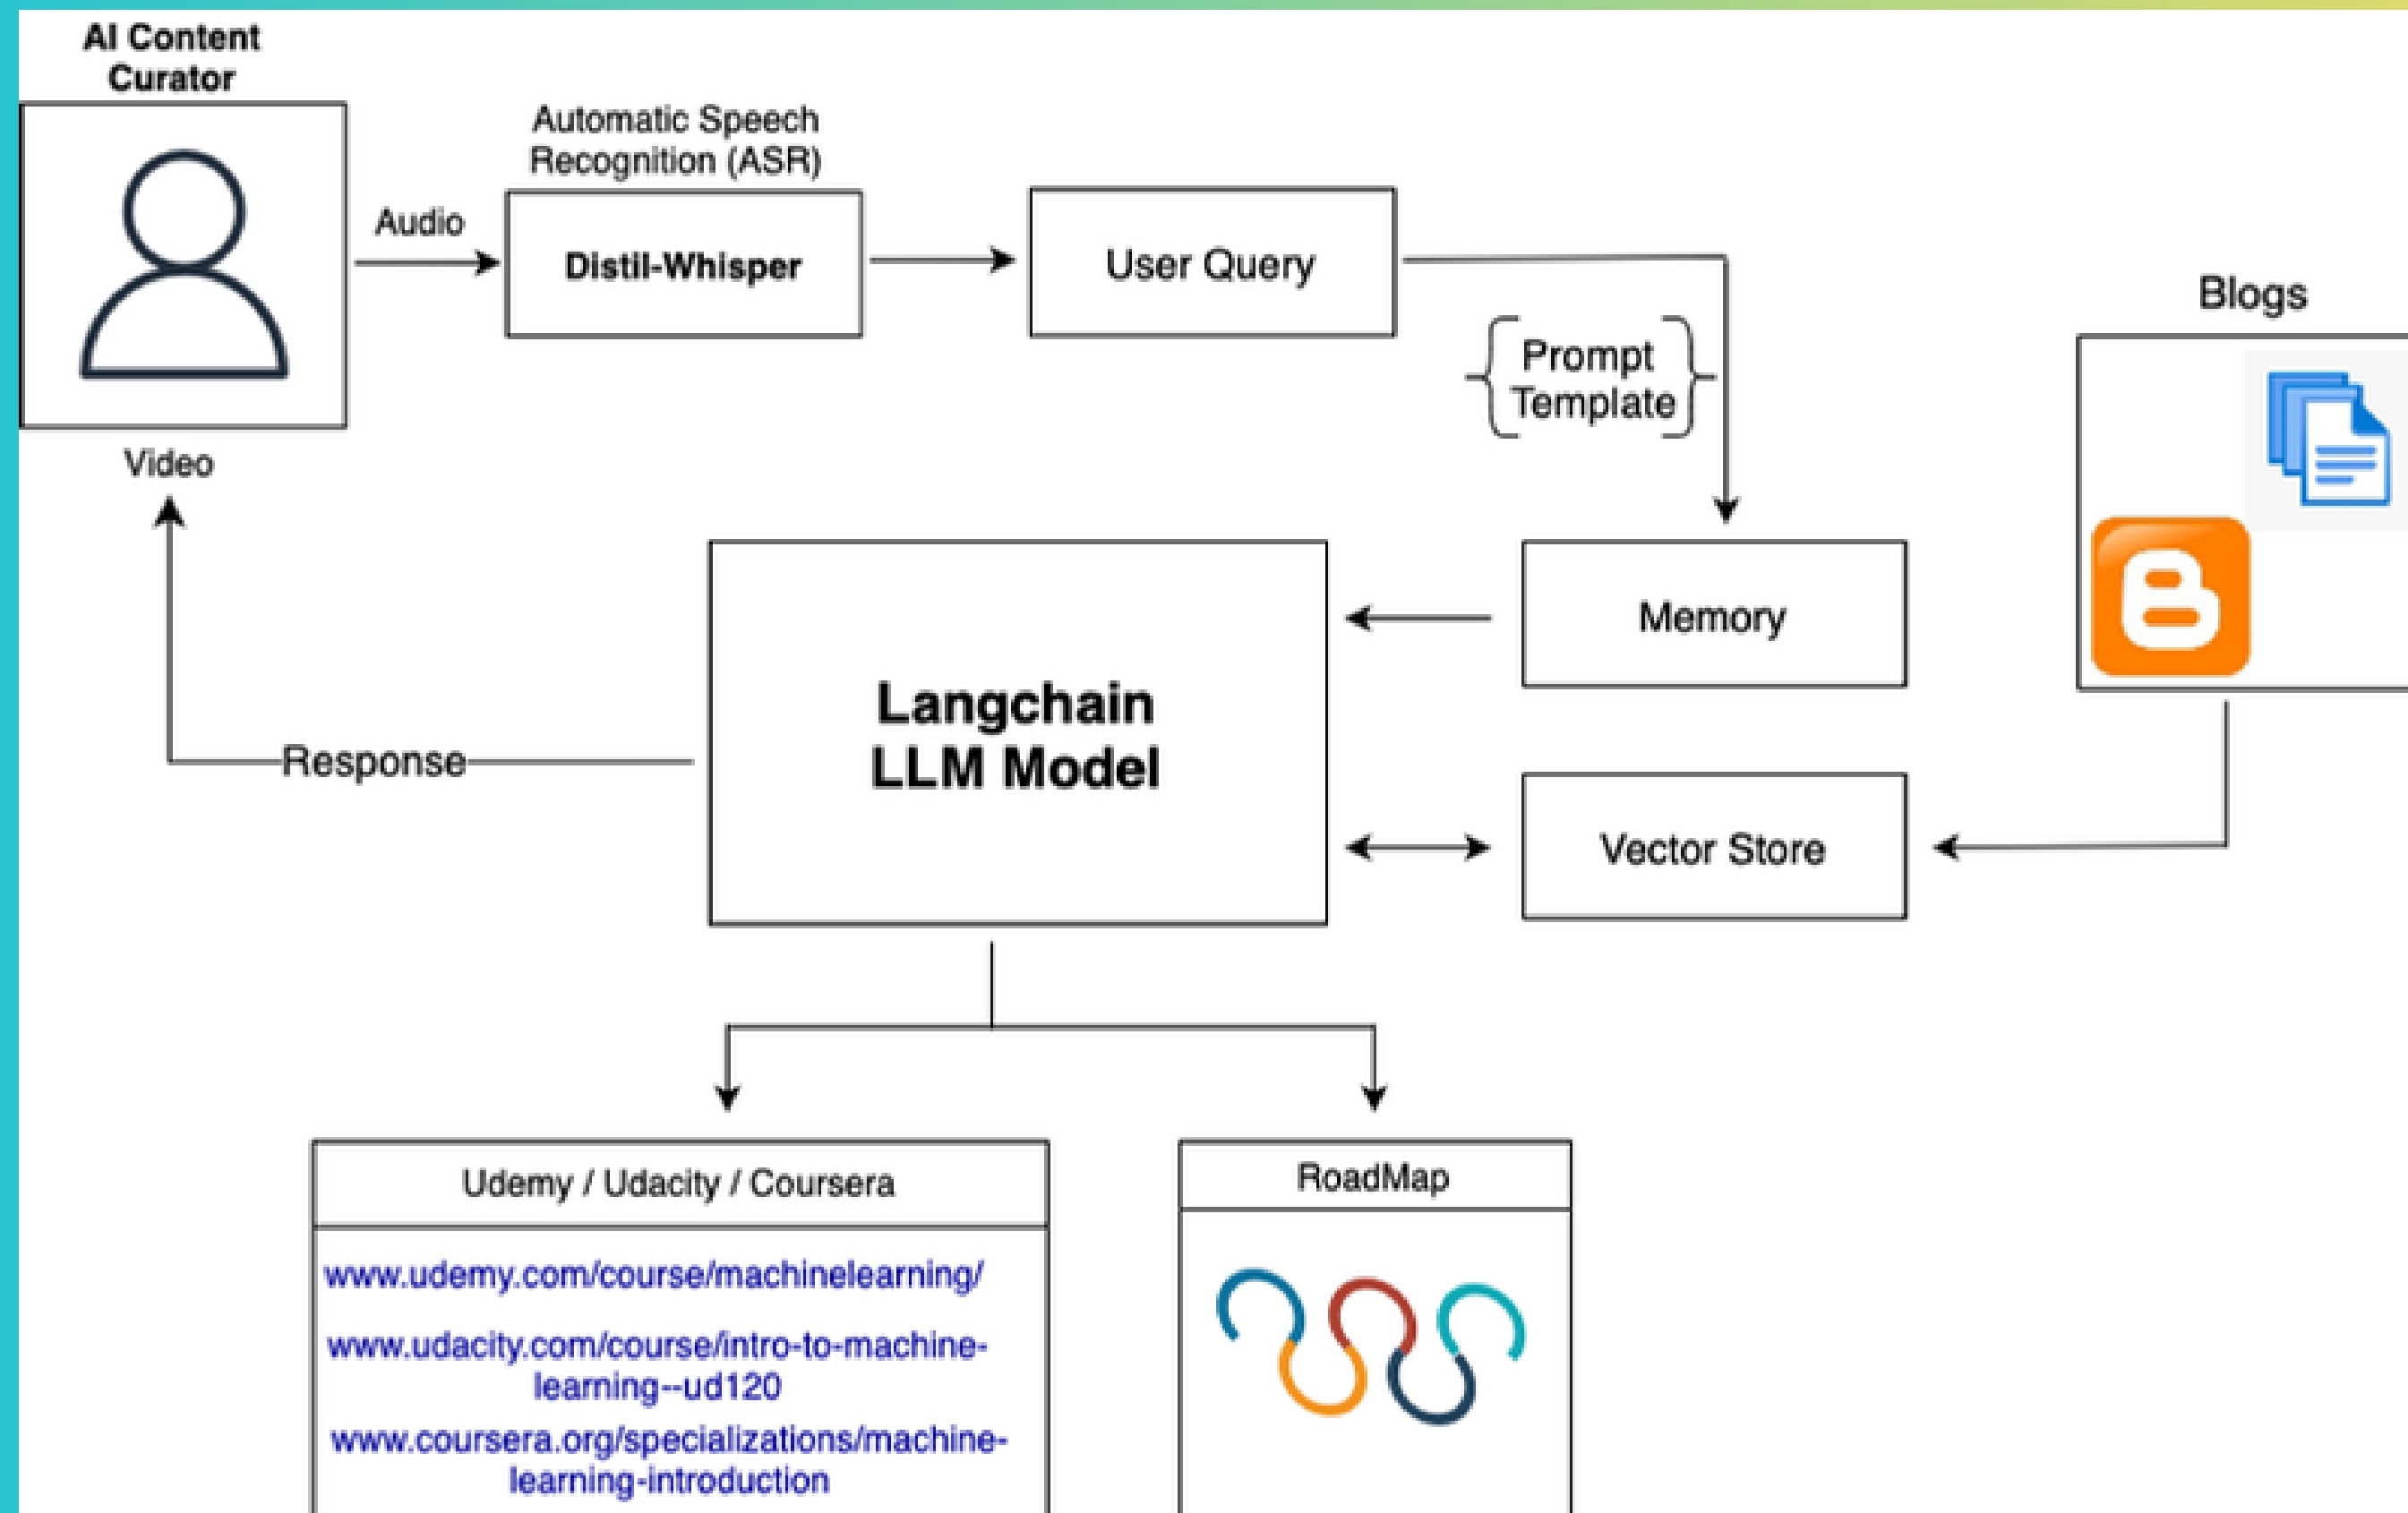 AI Content
Curator
Automatic Speech
Recognition (ASR)
Audio
Distil-Whisper
User Query
Blogs
Prompt
Template
Video
Memory
Langchain
LLM Model
Response
Vector Store
Udemy / Udacity / Coursera
RoadMap
www.udemy.com/course/machinelearning/
www.udacity.com/course/intro-to-machine-
learning--ud120
www.coursera.org/specializations/machine-
learning-introduction